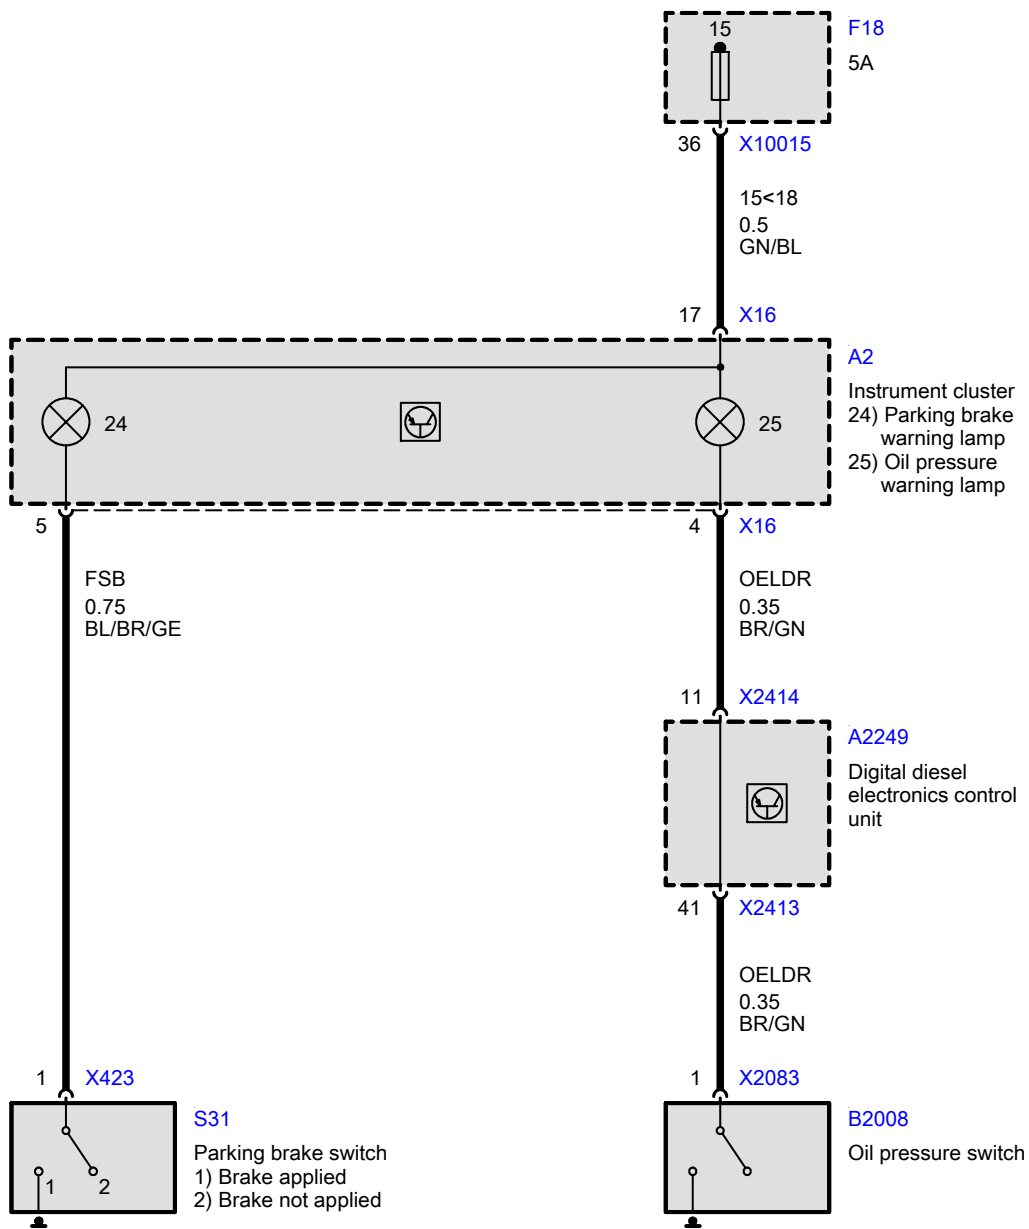 15
F18
5A
36 X10015
15<18
0.5
GN/BL
17 X16
A2
Instrument cluster
24) Parking brake
warning lamp
25) Oil pressure
warning lamp
24
25
5
4 X16
FSB
0.75
BL/BR/GE
OELDR
0.35
BR/GN
11 X2414
A2249
Digital diesel
electronics control
unit
41 X2413
OELDR
0.35
BR/GN
1 X423
1 X2083
S31
Parking brake switch
1) Brake applied
2) Brake not applied
1 2
B2008
Oil pressure switch